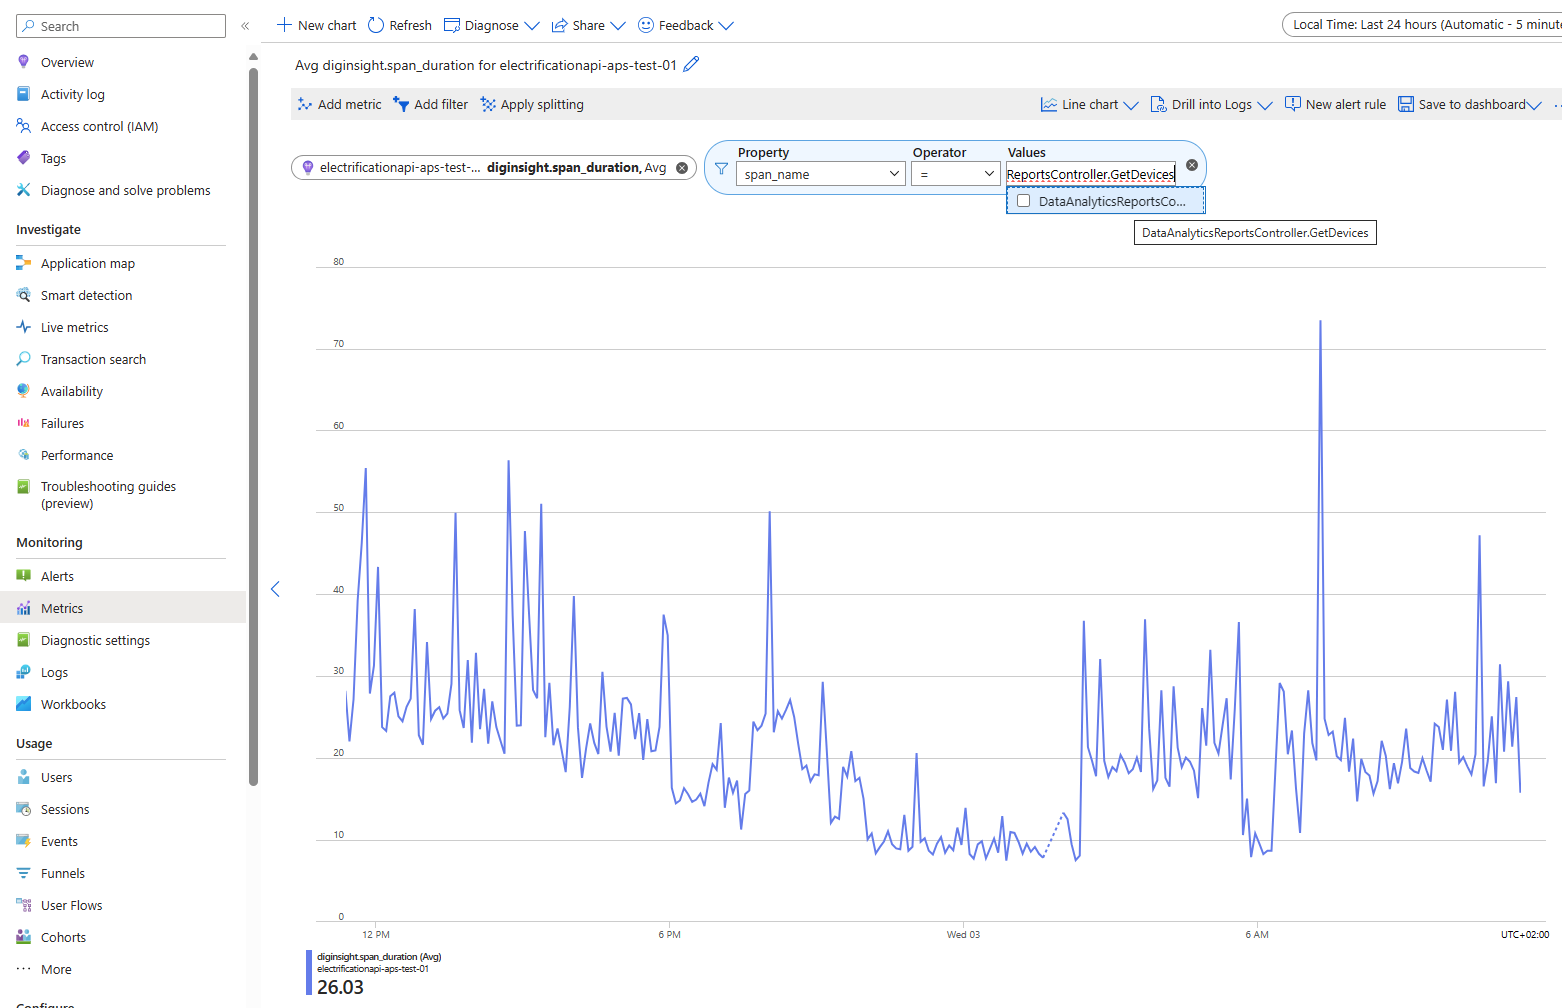 Search
«
New chart
Refresh
Diagnose
Share
Feedback
Local Time: Last 24 hours (Automatic - 5 minute
Overview
Activity log
Access control (IAM)
Tags
Diagnose and solve problems
Investigate
Application map
Smart detection
Live metrics
Transaction search
Availability
Failures
Performance
Troubleshooting guides
(preview)
Monitoring
Alerts
Metrics
Diagnostic settings
Logs
Workbooks
Usage
Users
Sessions
Events
Funnels
User Flows
Cohorts
More
Configure
Avg diginsight.span_duration for electrificationapi-aps-test-01
Add metric
Add filter
Apply splitting
Line chart
Drill into Logs
New alert rule
Save to dashboard
electrificationapi-aps-test-... diginsight.span_duration, Avg
Property
Operator
Values
span_name
=
ReportsController.GetDevices
DataAnalyticsReportsCo...
DataAnalyticsReportsController.GetDevices
80
70
60
50
40
30
20
10
0
12 PM
6 PM
Wed 03
6 AM
UTC+02:00
diginsight.span_duration (Avg)
electrificationapi-aps-test-01
26.03